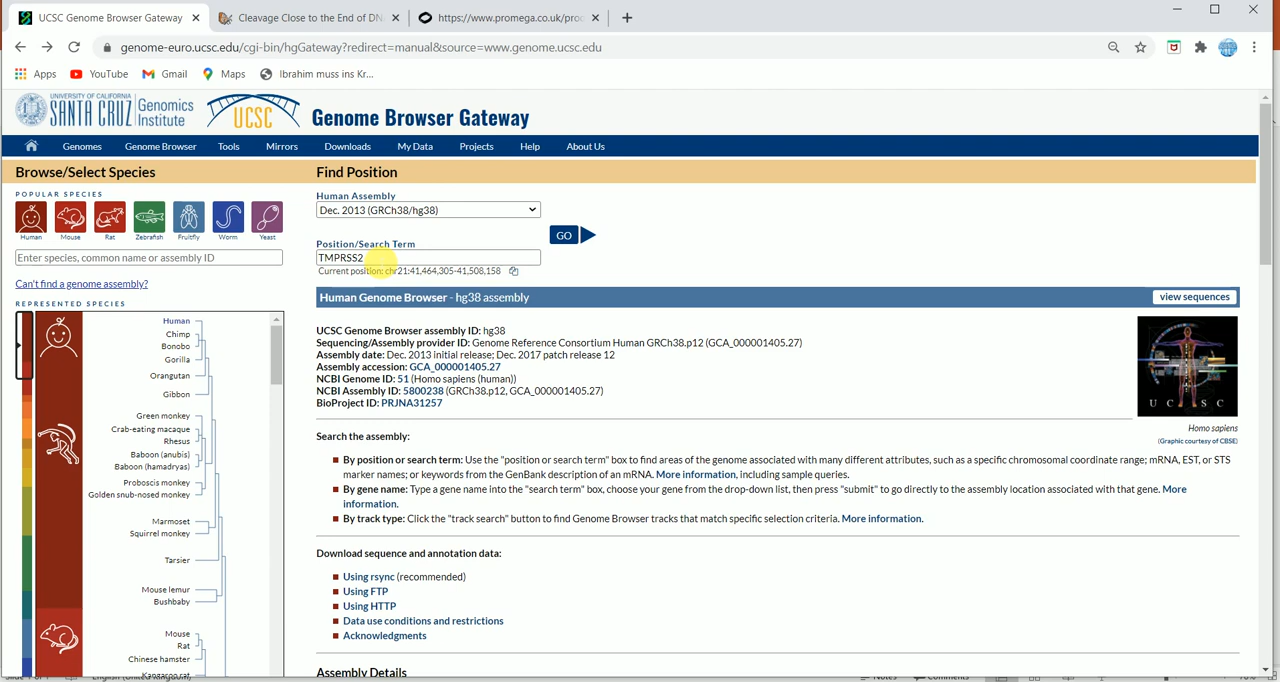 UCSC Genome Browser Gateway
Cleavage Close to the End of DN
https://www.promega.co.uk/pro
genome-euro.ucsc.edu/cgi-bin/hgGateway?redirect=manual&source=www.genome.ucsc.edu
Apps
YouTube
Gmail
Maps
Ibrahim muss ins Kr...
UNIVERSITY OF CALIFORNIA
SANTA CRUZ
Genomics
Institute
UCSC
Genome Browser Gateway
Genomes
Genome Browser
Tools
Mirrors
Downloads
My Data
Projects
Help
About Us
Browse/Select Species
POPULAR SPECIES
Human
Mouse
Rat
Zebrafish
Fruitfly
Worm
Yeast
Enter species, common name or assembly ID
Can't find a genome assembly?
REPRESENTED SPECIES
Human
Chimp
Bonobo
Gorilla
Orangutan
Gibbon
Green monkey
Crab-eating macaque
Rhesus
Baboon (anubis)
Baboon (hamadryas)
Proboscis monkey
Golden snub-nosed monkey
Marmoset
Squirrel monkey
Tarsier
Mouse lemur
Bushbaby
Mouse
Rat
Chinese hamster
Kangaroo rat
Find Position
Human Assembly
Dec. 2013 (GRCh38/hg38)
GO
Position/Search Term
TMPRSS2
Current position: chr21:41,464,305-41,508,158
Human Genome Browser - hg38 assembly
view sequences
UCSC Genome Browser assembly ID: hg38
Sequencing/Assembly provider ID: Genome Reference Consortium Human GRCh38.p12 (GCA_000001405.27)
Assembly date: Dec. 2013 initial release; Dec. 2017 patch release 12
Assembly accession: GCA_000001405.27
NCBI Genome ID: 51 (Homo sapiens (human))
NCBI Assembly ID: 5800238 (GRCh38.p12, GCA_000001405.27)
BioProject ID: PRJNA31257
U C S C
Homo sapiens
(Graphic courtesy of CBSE)
Search the assembly:
By position or search term: Use the "position or search term" box to find areas of the genome associated with many different attributes, such as a specific chromosomal coordinate range; mRNA, EST, or STS
marker names; or keywords from the GenBank description of an mRNA. More information, including sample queries.
By gene name: Type a gene name into the "search term" box, choose your gene from the drop-down list, then press "submit" to go directly to the assembly location associated with that gene. More
information.
By track type: Click the "track search" button to find Genome Browser tracks that match specific selection criteria. More information.
Download sequence and annotation data:
Using rsync (recommended)
Using FTP
Using HTTP
Data use conditions and restrictions
Acknowledgments
Assembly Details
English (United Kingdom)
Notes
Comments